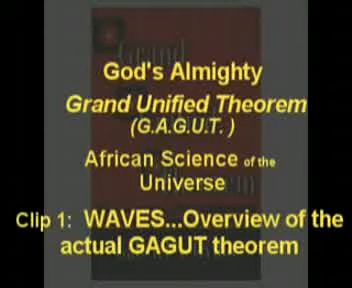 God's Almighty
Grand Unified Theorem
(G.A.G.U.T. )
African Science of the
Universe
Clip 1: WAVES...Overview of the
actual GAGUT theorem